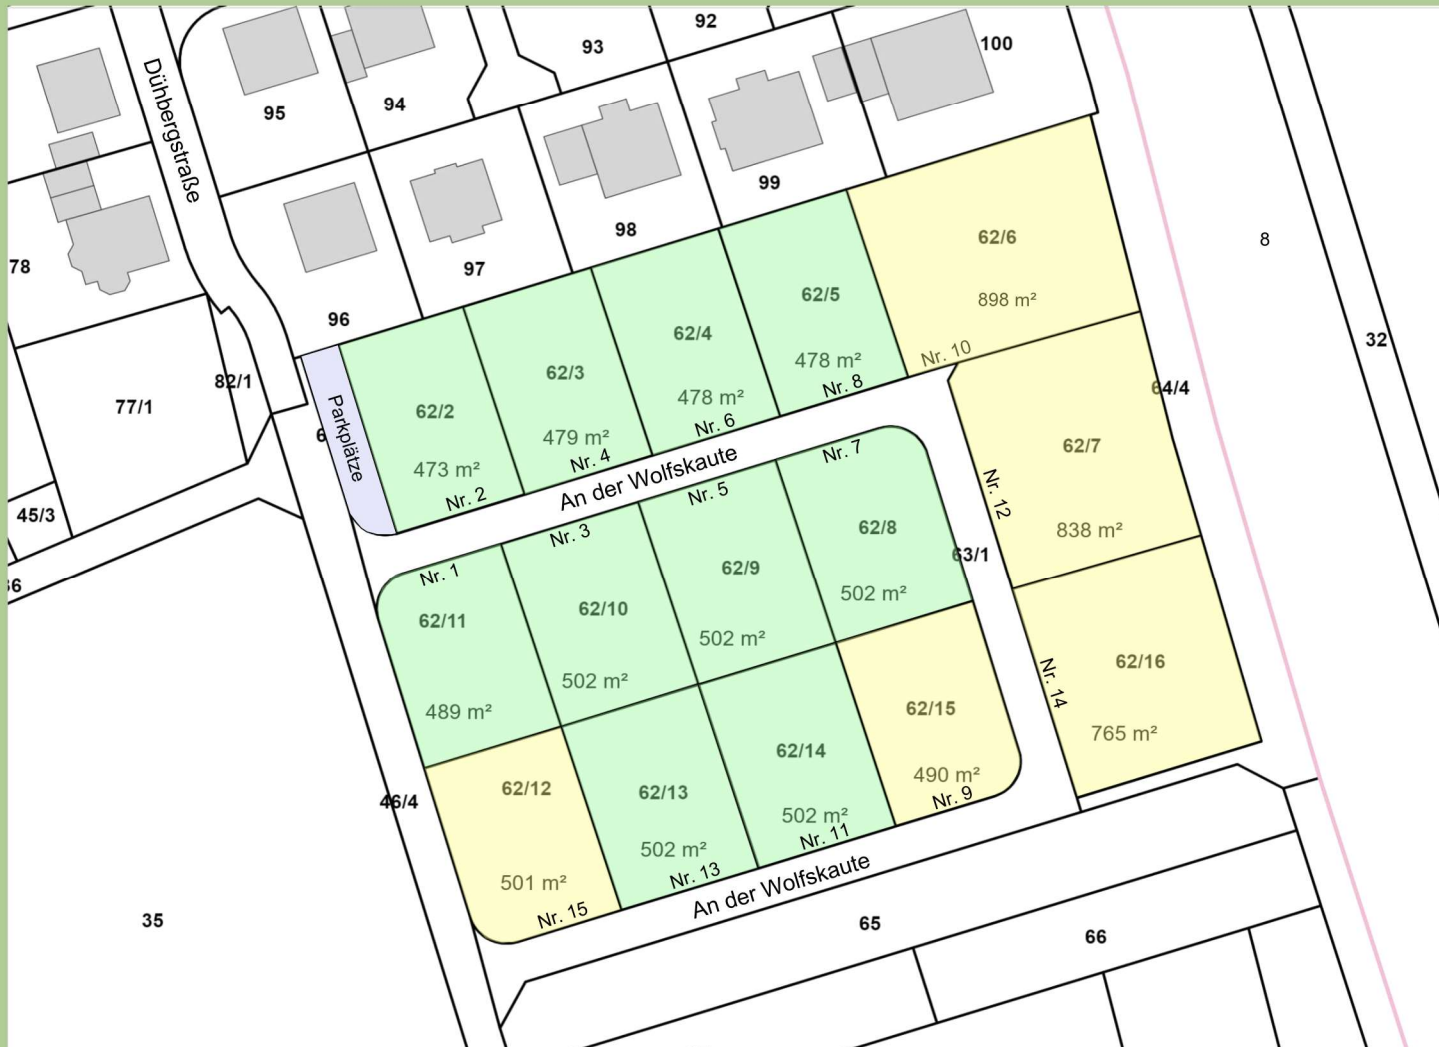 92
93
100
95
94
Dühbergstraße
99
98
97
78
96
62/6
8
898 m²
62/5
478 m²
Nr. 8
Nr. 10
62/4
478 m²
Nr. 6
62/3
479 m²
Nr. 4
62/2
473 m²
Nr. 2
Parkplätze
32
82/1
77/1
64/4
6
An der Wolfskaute
62/7
838 m²
Nr. 12
45/3
Nr. 7
62/8
502 m²
63/1
Nr. 5
62/9
502 m²
Nr. 3
62/10
502 m²
Nr. 1
62/11
489 m²
36
62/16
765 m²
Nr. 14
62/15
490 m²
Nr. 9
62/14
502 m²
Nr. 11
62/13
502 m²
Nr. 13
62/12
501 m²
Nr. 15
46/4
An der Wolfskaute
35
65
66